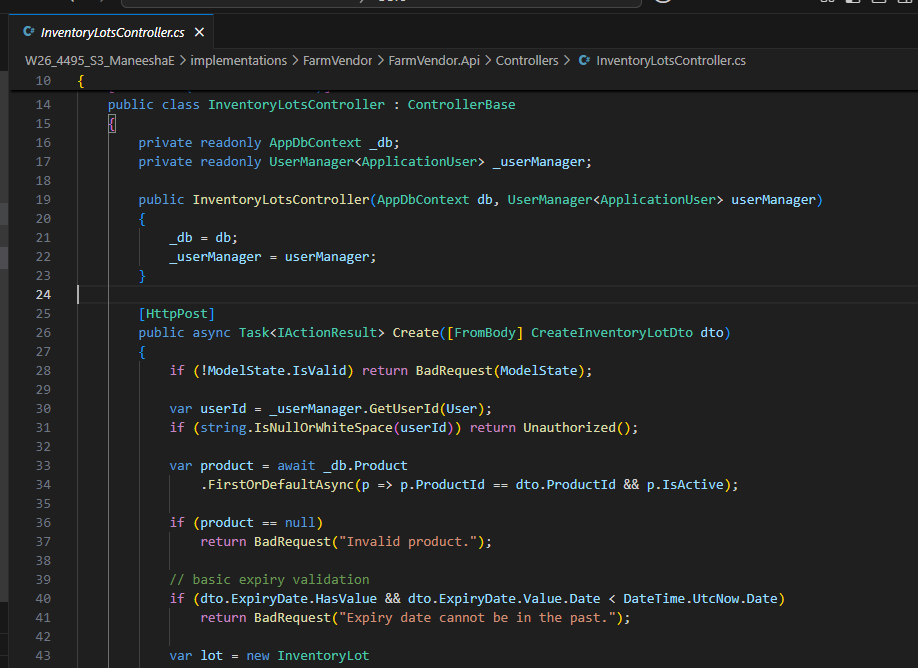 InventoryLotsController.cs
W26_4495_S3_ManeeshaE > implementations > FarmVendor > FarmVendor.Api > Controllers > InventoryLotsController.cs
10 {
14 public class InventoryLotsController : ControllerBase
15 {
16 private readonly AppDbContext _db;
17 private readonly UserManager<ApplicationUser> _userManager;
18
19 public InventoryLotsController(AppDbContext db, UserManager<ApplicationUser> userManager)
20 {
21 _db = db;
22 _userManager = userManager;
23 }
24
25 [HttpPost]
26 public async Task<IActionResult> Create([FromBody] CreateInventoryLotDto dto)
27 {
28 if (!ModelState.IsValid) return BadRequest(ModelState);
29
30 var userId = _userManager.GetUserId(User);
31 if (string.IsNullOrWhiteSpace(userId)) return Unauthorized();
32
33 var product = await _db.Product
34 .FirstOrDefaultAsync(p => p.ProductId == dto.ProductId && p.IsActive);
35
36 if (product == null)
37 return BadRequest("Invalid product.");
38
39 // basic expiry validation
40 if (dto.ExpiryDate.HasValue && dto.ExpiryDate.Value.Date < DateTime.UtcNow.Date)
41 return BadRequest("Expiry date cannot be in the past.");
42
43 var lot = new InventoryLot